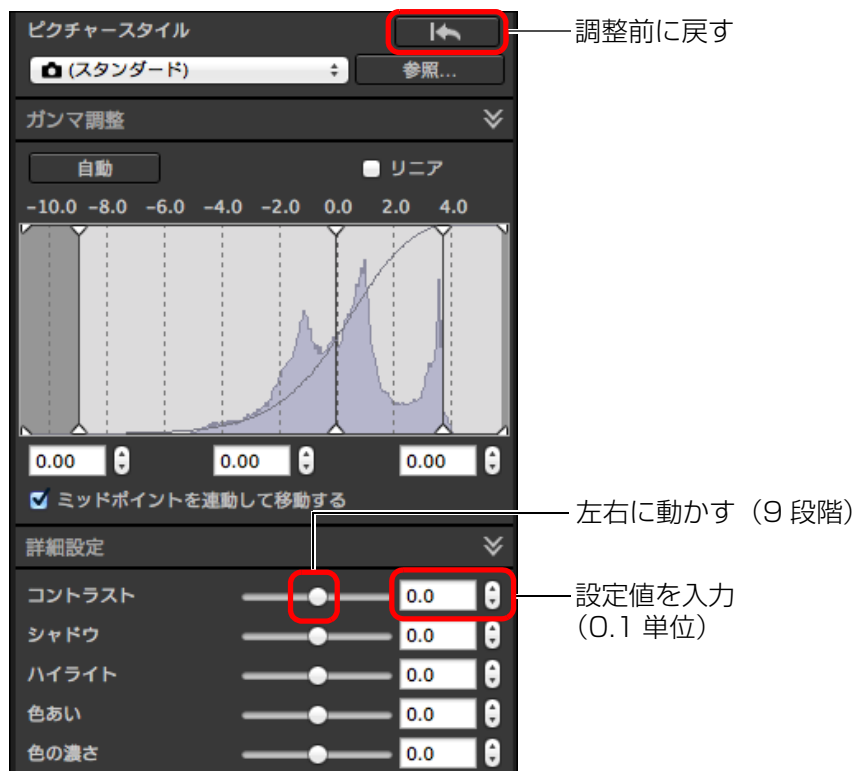 ピクチャースタイル
調整前に戻す
(スタンダード)
参照...
ガンマ調整
自動
リニア
-10.0 -8.0 -6.0 -4.0 -2.0 0.0 2.0 4.0
0.00 0.00 0.00
ミッドポイントを連動して移動する
左右に動かす（9 段階）
詳細設定
コントラスト 0.0
設定値を入力
（0.1 単位）
シャドウ 0.0
ハイライト 0.0
色あい 0.0
色の濃さ 0.0